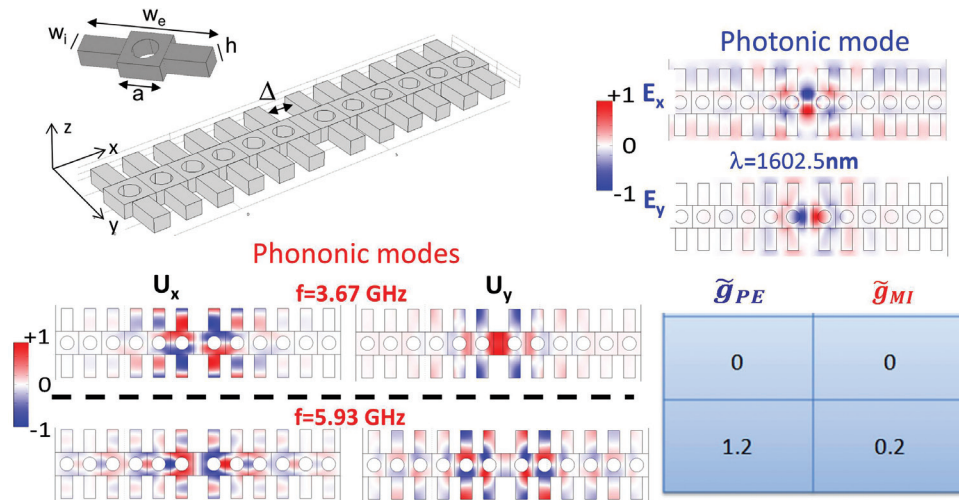 w_e
w_i
h
a
Δ
z
x
y
Photonic mode
+1
0
-1
E_x
λ=1602.5nm
E_y
Phononic modes
U_x
U_y
f=3.67 GHz
+1
0
-1
f=5.93 GHz
g̃_PE
g̃_MI
0
0
1.2
0.2